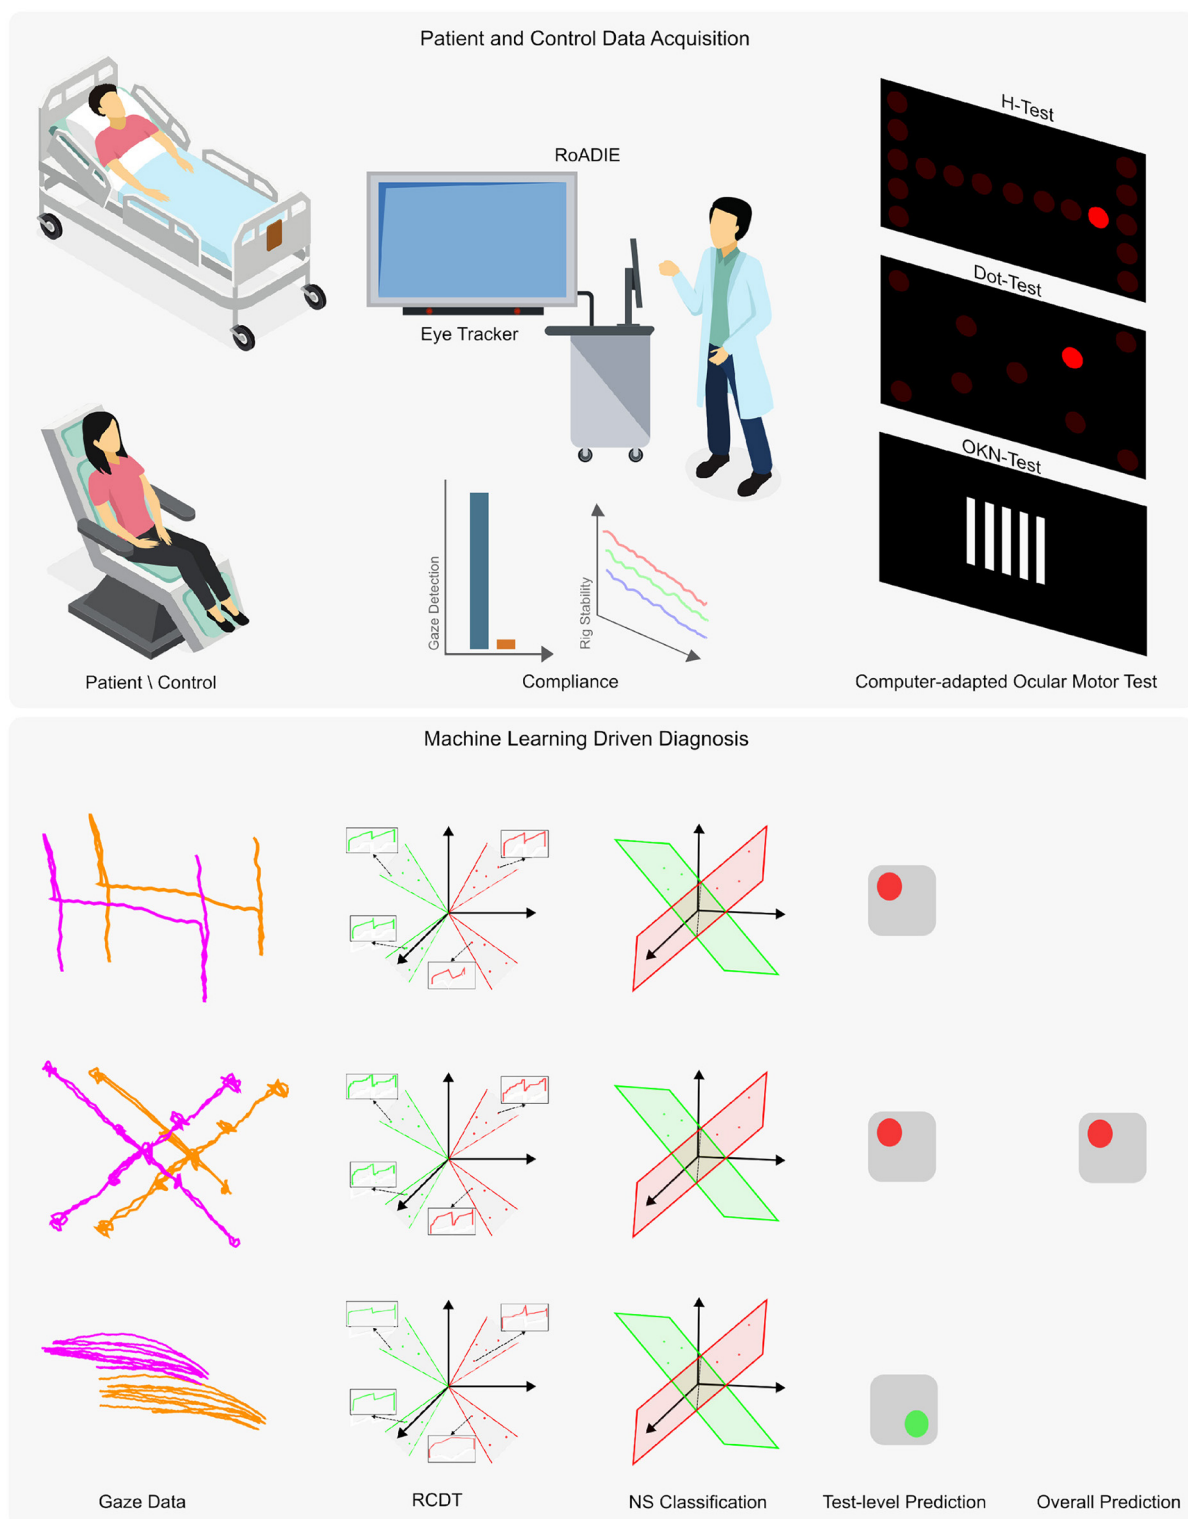 Patient and Control Data Acquisition
H-Test
RoADIE
Dot-Test
Eye Tracker
OKN-Test
Gaze Detection
Rig Stability
Patient \ Control
Compliance
Computer-adapted Ocular Motor Test
Machine Learning Driven Diagnosis
Gaze Data
RCDT
NS Classification
Test-level Prediction
Overall Prediction